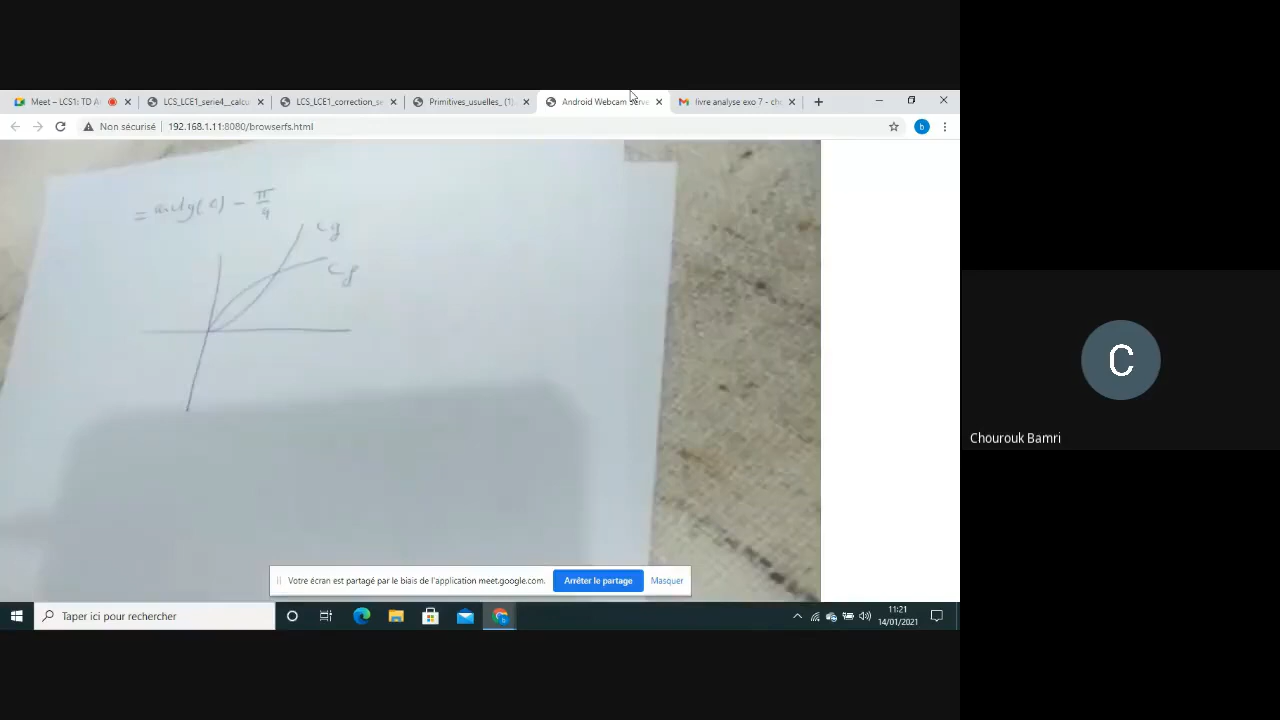 Meet – LCS1: TD A
LCS_LCE1_serie4__calcu
LCS_LCE1_correction_se
Primitives_usuelles_ (1)
Android Webcam Serve
livre analyse exo 7 - cho
Non sécurisé
192.168.1.11:8080/browserfs.html
b
= arctg(e) - π/4
Cg
Cf
C
Chourouk Bamri
Votre écran est partagé par le biais de l'application meet.google.com.
Arrêter le partage
Masquer
Taper ici pour rechercher
11:21
14/01/2021